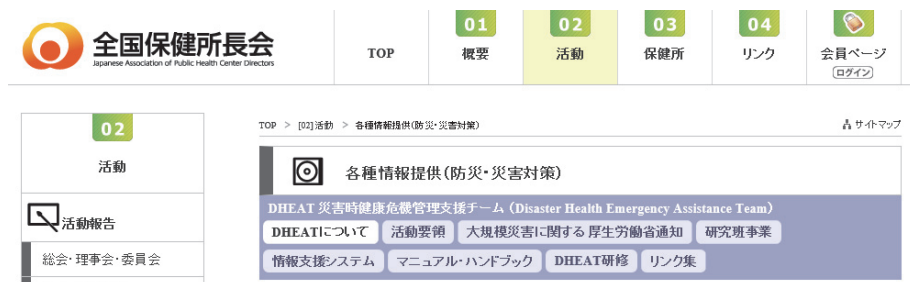 全国保健所長会
Japanese Association of Public Health Center Directors
TOP
01
概要
02
活動
03
保健所
04
リンク
会員ページ
ログイン
02
活動
活動報告
総会・理事会・委員会
TOP > [02]活動 > 各種情報提供(防災・災害対策)
サイトマップ
各種情報提供(防災・災害対策)
DHEAT 災害時健康危機管理支援チーム (Disaster Health Emergency Assistance Team)
DHEATについて 活動要領 大規模災害に関する 厚生労働省通知 研究班事業
情報支援システム マニュアル・ハンドブック DHEAT研修 リンク集